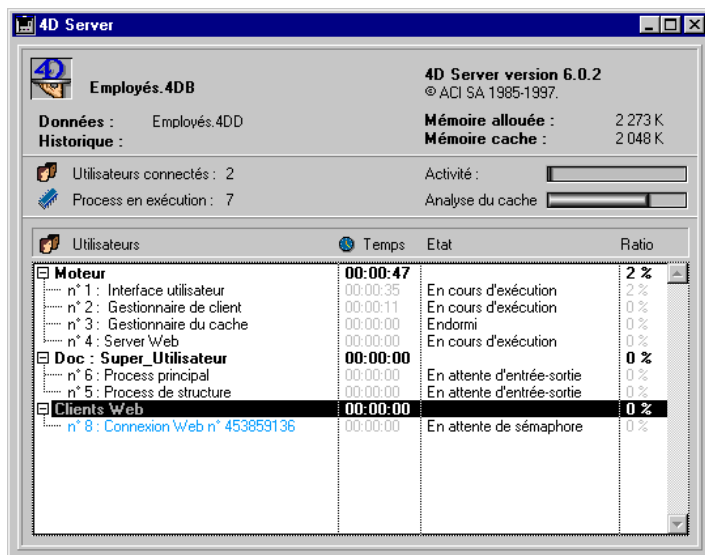 4D Server
4D
Employés.4DB
4D Server version 6.0.2
© ACI SA 1985-1997.
Données : Employés.4DD
Mémoire allouée : 2 273 K
Historique :
Mémoire cache : 2 048 K
Utilisateurs connectés : 2
Activité :
Process en exécution : 7
Analyse du cache
Utilisateurs Temps Etat Ratio
Moteur 00:00:47 2 %
n° 1 : Interface utilisateur 00:00:35 En cours d'exécution 2 %
n° 2 : Gestionnaire de client 00:00:11 En cours d'exécution 0 %
n° 3 : Gestionnaire du cache 00:00:00 Endormi 0 %
n° 4 : Server Web 00:00:00 En cours d'exécution 0 %
Doc : Super_Utilisateur 00:00:00 0 %
n° 6 : Process principal 00:00:00 En attente d'entrée-sortie 0 %
n° 5 : Process de structure 00:00:00 En attente d'entrée-sortie 0 %
Clients Web 00:00:00 0 %
n° 8 : Connexion Web n° 453859136 00:00:00 En attente de sémaphore 0 %